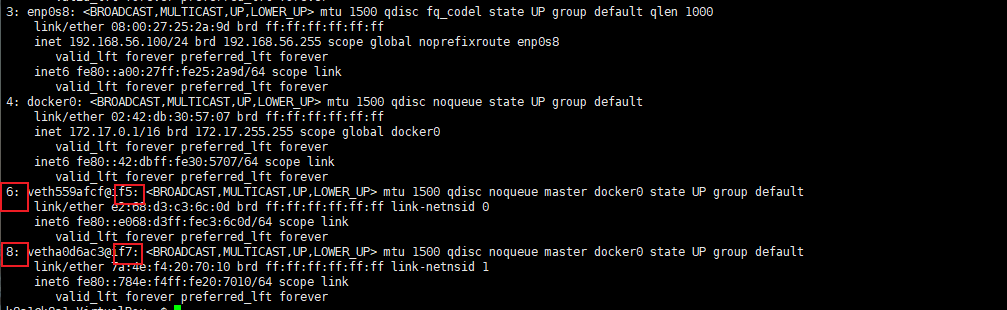 3: enp0s8: <BROADCAST,MULTICAST,UP,LOWER_UP> mtu 1500 qdisc fq_codel state UP group default qlen 1000
link/ether 08:00:27:25:2a:9d brd ff:ff:ff:ff:ff:ff
inet 192.168.56.100/24 brd 192.168.56.255 scope global noprefixroute enp0s8
valid_lft forever preferred_lft forever
inet6 fe80::a00:27ff:fe25:2a9d/64 scope link
valid_lft forever preferred_lft forever
4: docker0: <BROADCAST,MULTICAST,UP,LOWER_UP> mtu 1500 qdisc noqueue state UP group default
link/ether 02:42:db:30:57:07 brd ff:ff:ff:ff:ff:ff
inet 172.17.0.1/16 brd 172.17.255.255 scope global docker0
valid_lft forever preferred_lft forever
inet6 fe80::42:dbff:fe30:5707/64 scope link
valid_lft forever preferred_lft forever
6: veth559afcf@if5: <BROADCAST,MULTICAST,UP,LOWER_UP> mtu 1500 qdisc noqueue master docker0 state UP group default
link/ether e2:68:d3:c3:6c:0d brd ff:ff:ff:ff:ff:ff link-netnsid 0
inet6 fe80::e068:d3ff:fec3:6c0d/64 scope link
valid_lft forever preferred_lft forever
8: vetha0d6ac3@if7: <BROADCAST,MULTICAST,UP,LOWER_UP> mtu 1500 qdisc noqueue master docker0 state UP group default
link/ether 7a:4e:f4:20:70:10 brd ff:ff:ff:ff:ff:ff link-netnsid 1
inet6 fe80::784e:f4ff:fe20:7010/64 scope link
valid_lft forever preferred_lft forever